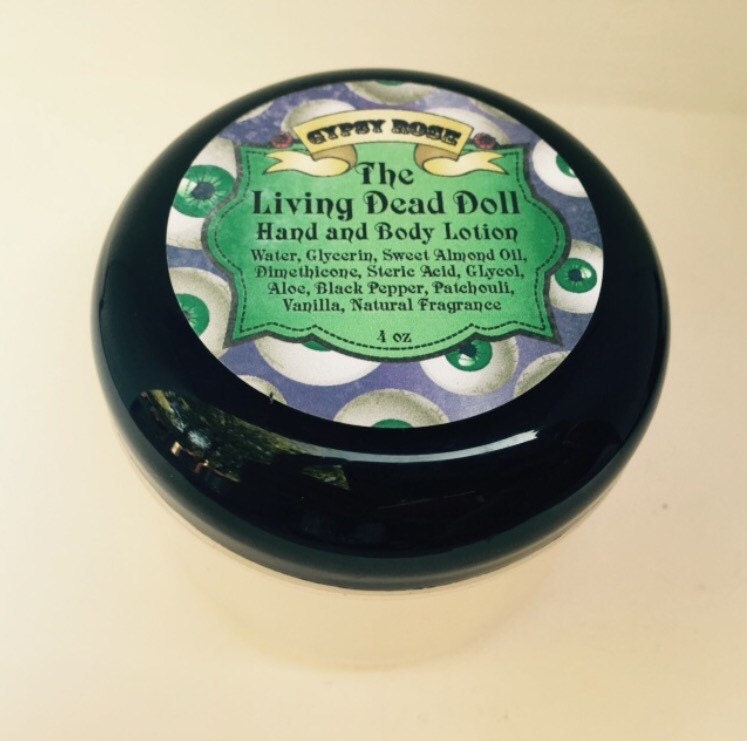 GYPSY ROSE
The
Living Dead Doll
Hand and Body Lotion
Water, Glycerin, Sweet Almond Oil,
Dimethicone, Steric Acid, Glycol,
Aloe, Black Pepper, Patchouli,
Vanilla, Natural Fragrance
4 oz